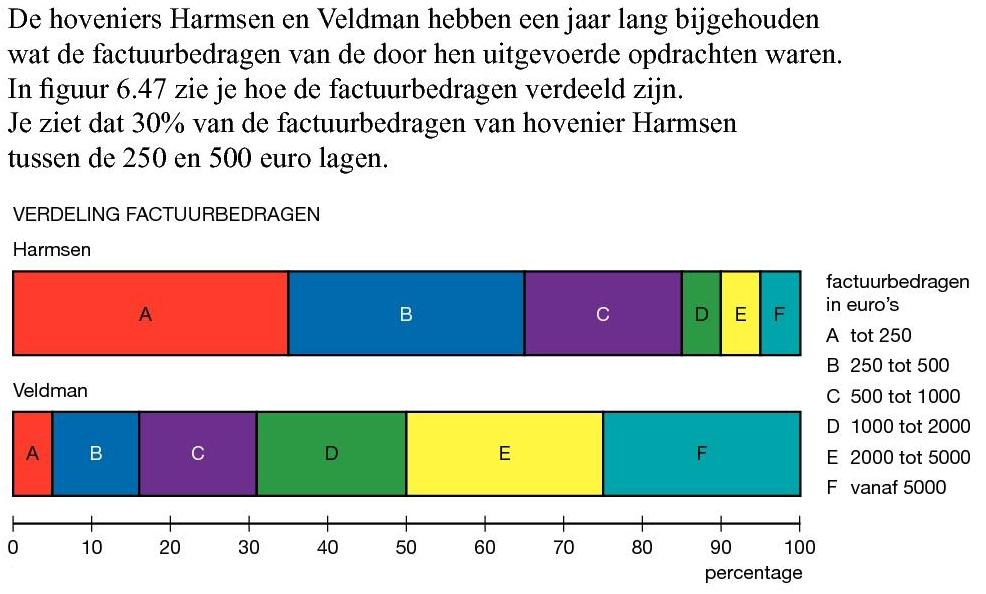 De hoveniers Harmsen en Veldman hebben een jaar lang bijgehouden
wat de factuurbedragen van de door hen uitgevoerde opdrachten waren.
In figuur 6.47 zie je hoe de factuurbedragen verdeeld zijn.
Je ziet dat 30% van de factuurbedragen van hovenier Harmsen
tussen de 250 en 500 euro lagen.
VERDELING FACTUURBEDRAGEN
Harmsen
A B C D E F
Veldman
A B C D E F
0 10 20 30 40 50 60 70 80 90 100
percentage
factuurbedragen
in euro's
A tot 250
B 250 tot 500
C 500 tot 1000
D 1000 tot 2000
E 2000 tot 5000
F vanaf 5000